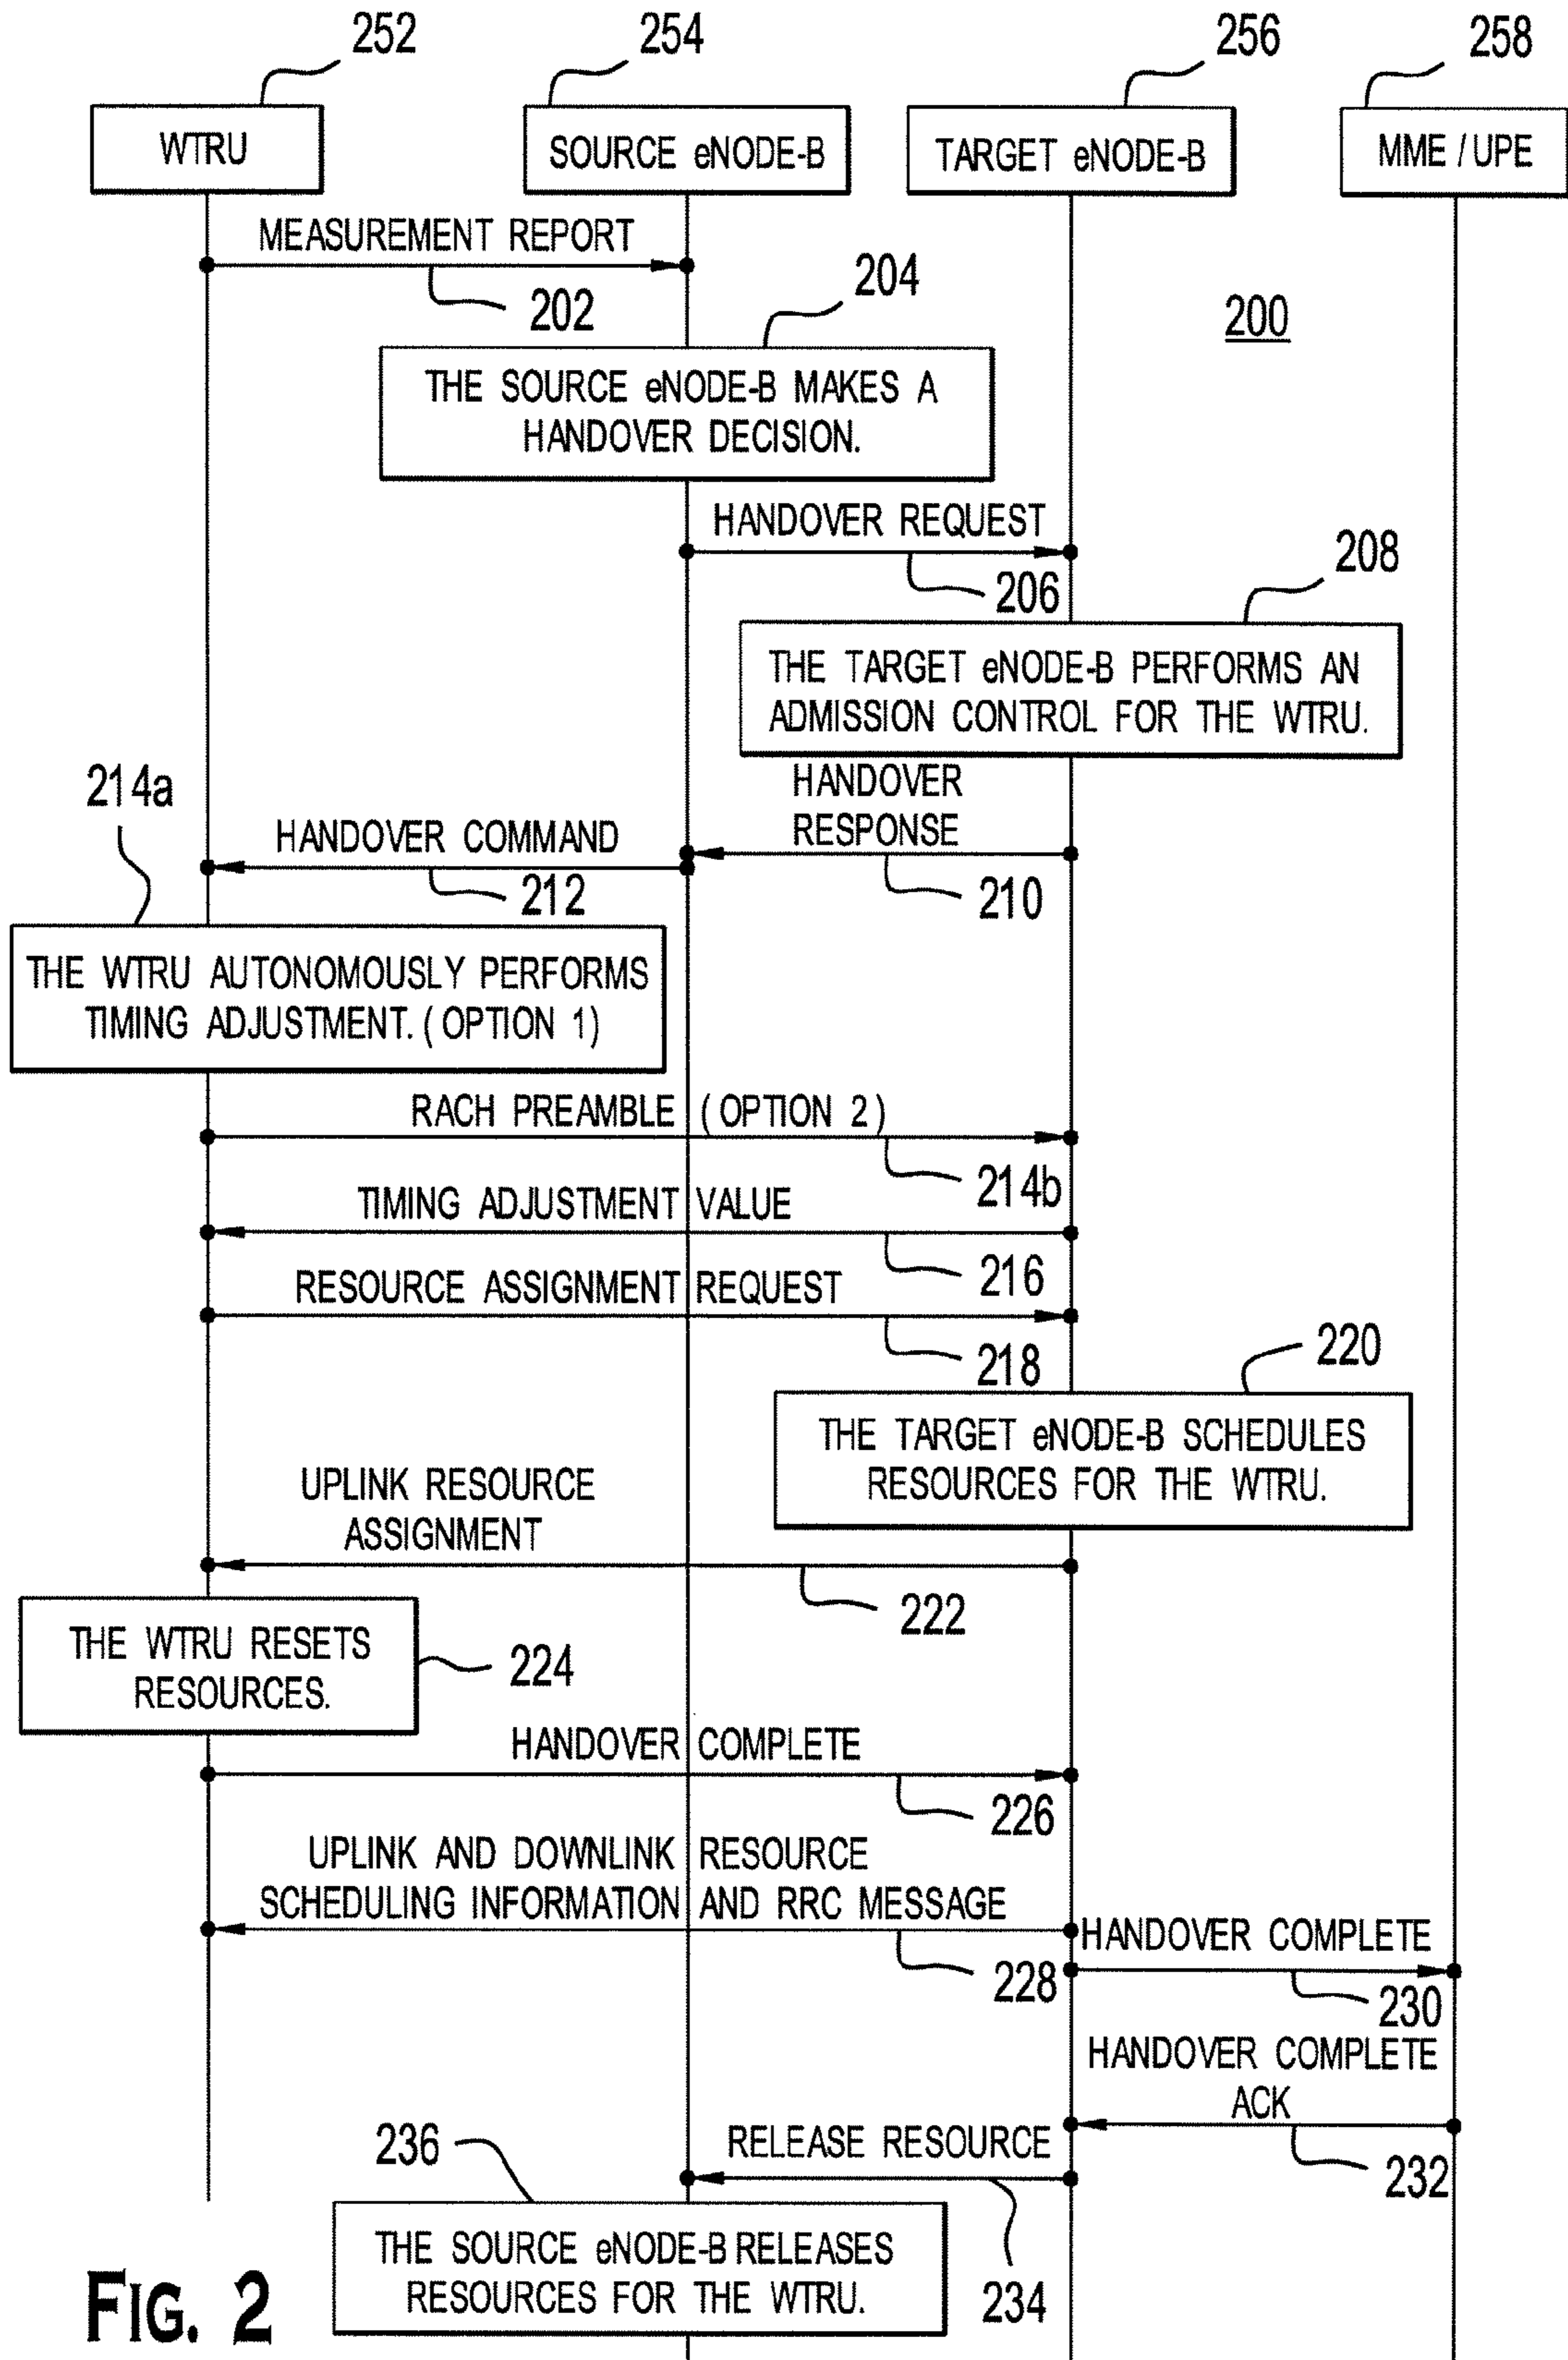 252
254
256
258
WTRU
SOURCE eNODE-B
TARGET eNODE-B
MME / UPE
MEASUREMENT REPORT
202
204
200
THE SOURCE eNODE-B MAKES A
HANDOVER DECISION.
HANDOVER REQUEST
206
208
THE TARGET eNODE-B PERFORMS AN
ADMISSION CONTROL FOR THE WTRU.
214a
HANDOVER
RESPONSE
HANDOVER COMMAND
212
210
THE WTRU AUTONOMOUSLY PERFORMS
TIMING ADJUSTMENT. (OPTION 1)
RACH PREAMBLE (OPTION 2)
214b
TIMING ADJUSTMENT VALUE
216
RESOURCE ASSIGNMENT REQUEST
218
220
THE TARGET eNODE-B SCHEDULES
RESOURCES FOR THE WTRU.
UPLINK RESOURCE
ASSIGNMENT
222
THE WTRU RESETS
RESOURCES.
224
HANDOVER COMPLETE
226
UPLINK AND DOWNLINK RESOURCE
SCHEDULING INFORMATION AND RRC MESSAGE
228
HANDOVER COMPLETE
230
HANDOVER COMPLETE
ACK
232
RELEASE RESOURCE
236
234
THE SOURCE eNODE-B RELEASES
RESOURCES FOR THE WTRU.
FIG. 2